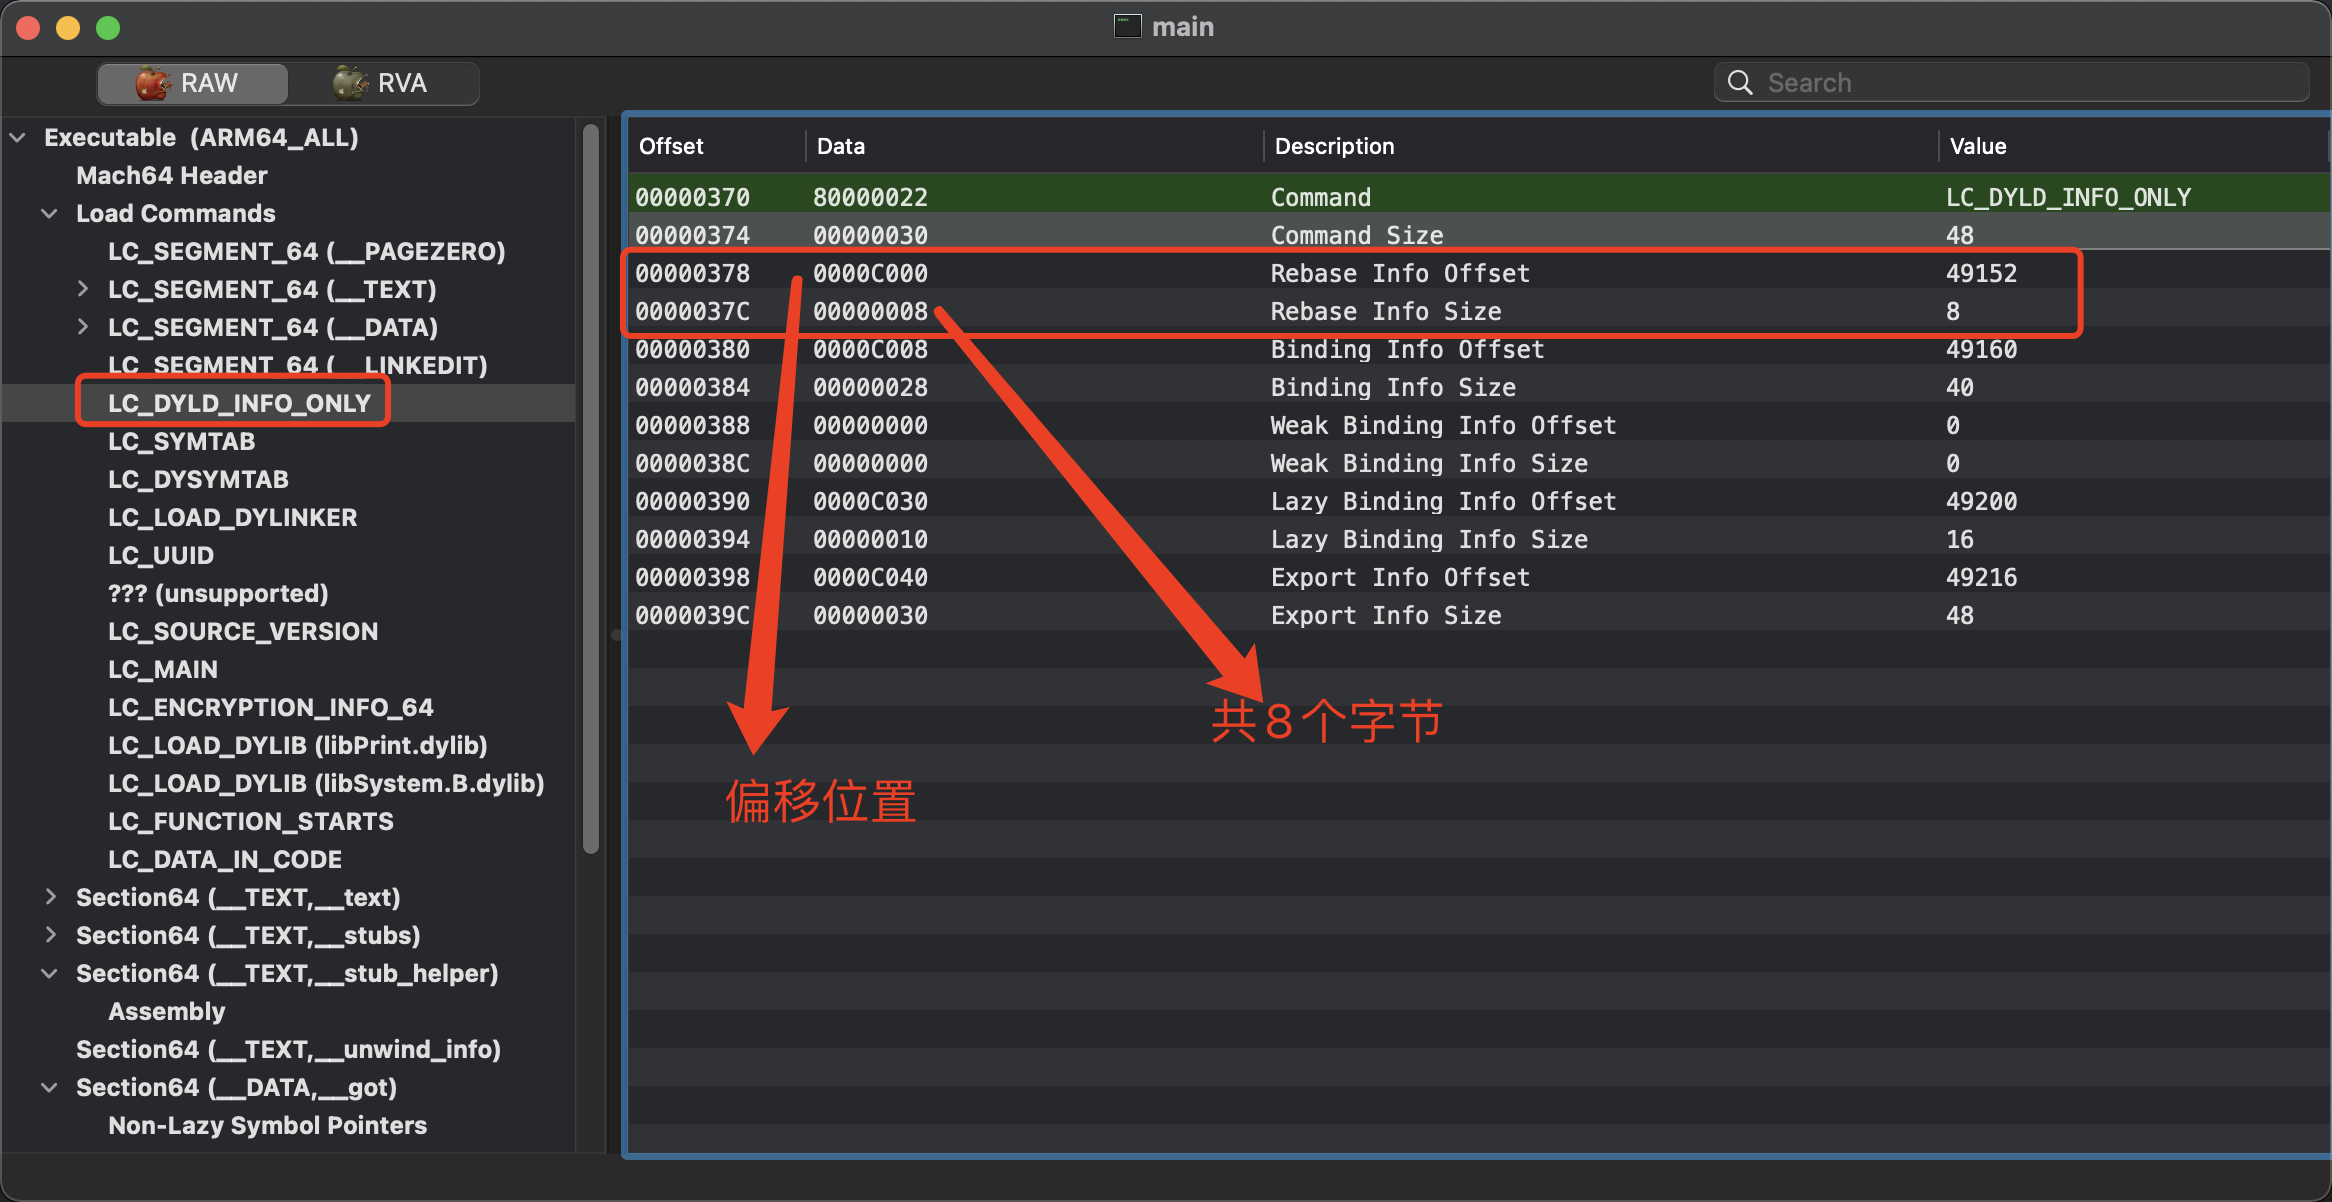 main
RAW
RVA
Search
Executable (ARM64_ALL)
Mach64 Header
Load Commands
LC_SEGMENT_64 (__PAGEZERO)
LC_SEGMENT_64 (__TEXT)
LC_SEGMENT_64 (__DATA)
LC_SEGMENT_64 (__LINKEDIT)
LC_DYLD_INFO_ONLY
LC_SYMTAB
LC_DYSYMTAB
LC_LOAD_DYLINKER
LC_UUID
??? (unsupported)
LC_SOURCE_VERSION
LC_MAIN
LC_ENCRYPTION_INFO_64
LC_LOAD_DYLIB (libPrint.dylib)
LC_LOAD_DYLIB (libSystem.B.dylib)
LC_FUNCTION_STARTS
LC_DATA_IN_CODE
Section64 (__TEXT,__text)
Section64 (__TEXT,__stubs)
Section64 (__TEXT,__stub_helper)
Assembly
Section64 (__TEXT,__unwind_info)
Section64 (__DATA,__got)
Non-Lazy Symbol Pointers
Offset Data Description Value
00000370 80000022 Command LC_DYLD_INFO_ONLY
00000374 00000030 Command Size 48
00000378 0000C000 Rebase Info Offset 49152
0000037C 00000008 Rebase Info Size 8
00000380 0000C008 Binding Info Offset 49160
00000384 00000028 Binding Info Size 40
00000388 00000000 Weak Binding Info Offset 0
0000038C 00000000 Weak Binding Info Size 0
00000390 0000C030 Lazy Binding Info Offset 49200
00000394 00000010 Lazy Binding Info Size 16
00000398 0000C040 Export Info Offset 49216
0000039C 00000030 Export Info Size 48
共8个字节
偏移位置